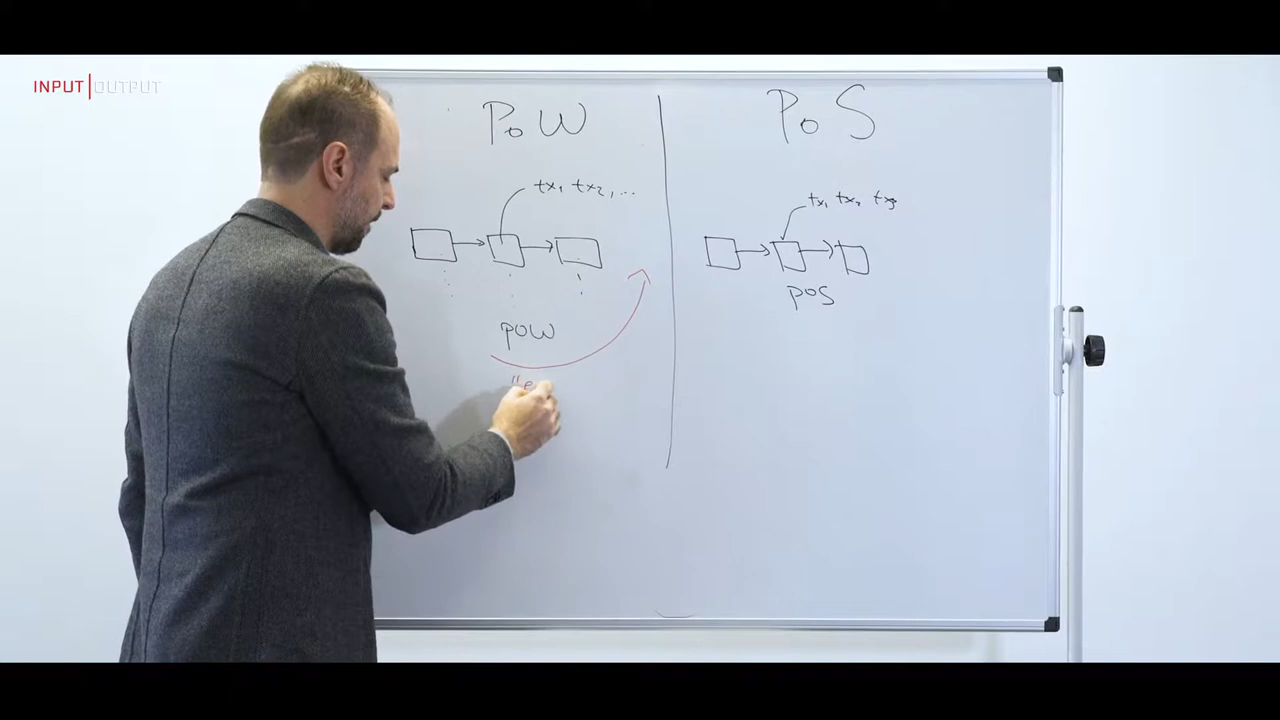 INPUT|OUTPUT
PoW
PoS
tx₁ tx₂, ...
tx₁ tx₂ tx₃
POW
POS
"e